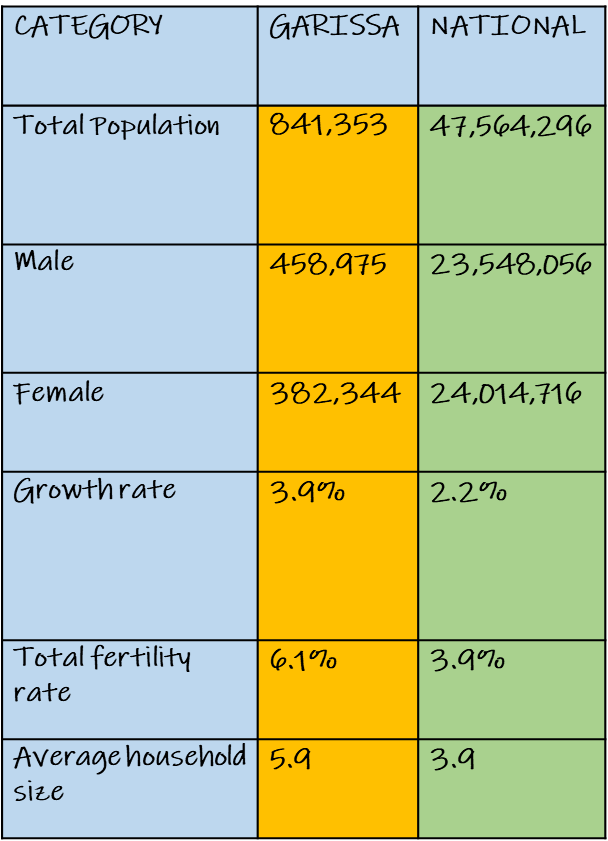 CATEGORY GARISSA NATIONAL
Total Population 841,353 47,564,296
Male 458,975 23,548,056
Female 382,344 24,014,716
Growth rate 3.9% 2.2%
Total fertility 6.1% 3.9%
rate
Average household 5.9 3.9
size